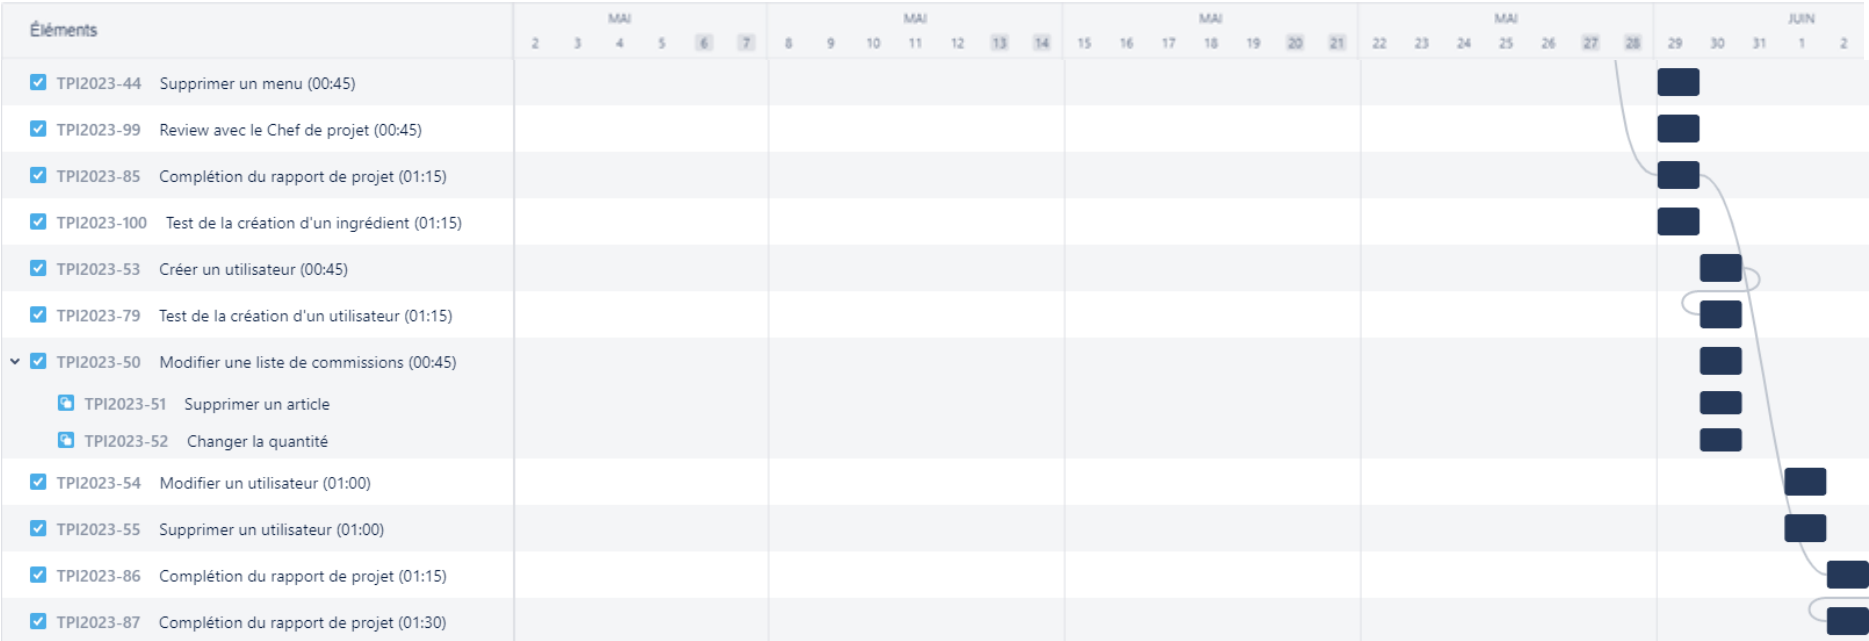 Éléments
MAI MAI MAI MAI JUIN
2 3 4 5 6 7 8 9 10 11 12 13 14 15 16 17 18 19 20 21 22 23 24 25 26 27 28 29 30 31 1 2
TPI2023-44 Supprimer un menu (00:45)
TPI2023-99 Review avec le Chef de projet (00:45)
TPI2023-85 Complétion du rapport de projet (01:15)
TPI2023-100 Test de la création d'un ingrédient (01:15)
TPI2023-53 Créer un utilisateur (00:45)
TPI2023-79 Test de la création d'un utilisateur (01:15)
TPI2023-50 Modifier une liste de commissions (00:45)
TPI2023-51 Supprimer un article
TPI2023-52 Changer la quantité
TPI2023-54 Modifier un utilisateur (01:00)
TPI2023-55 Supprimer un utilisateur (01:00)
TPI2023-86 Complétion du rapport de projet (01:15)
TPI2023-87 Complétion du rapport de projet (01:30)